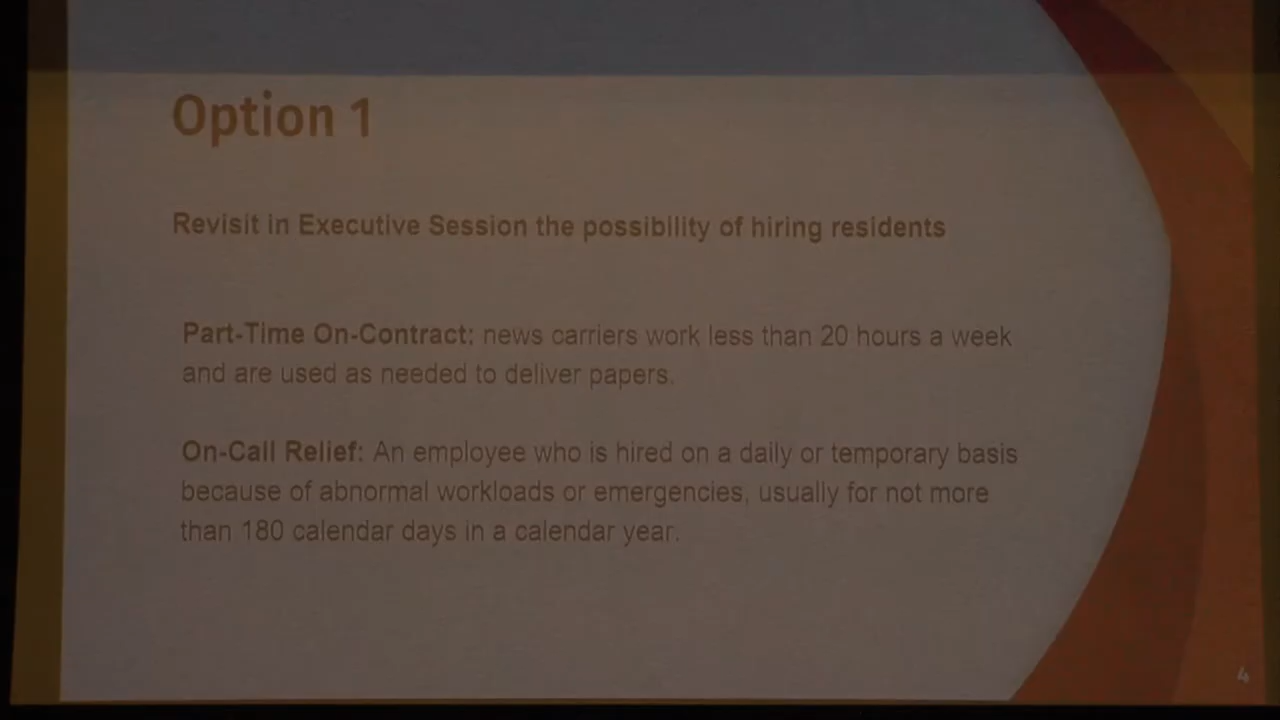 Option 1
Revisit in Executive Session the possibility of hiring residents
Part-Time On-Contract: news carriers work less than 20 hours a week
and are used as needed to deliver papers.
On-Call Relief: An employee who is hired on a daily or temporary basis
because of abnormal workloads or emergencies, usually for not more
than 180 calendar days in a calendar year.
4